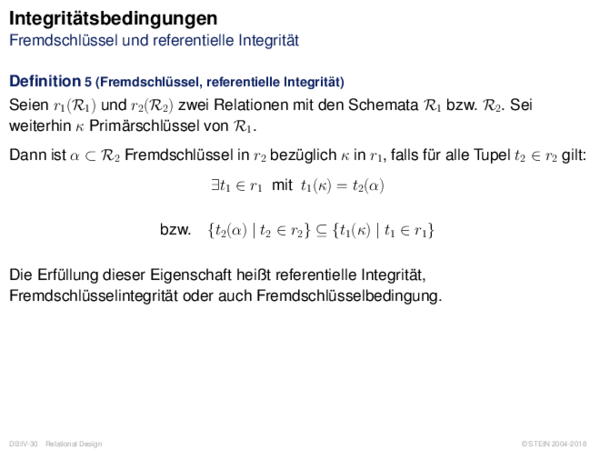 Integritätsbedingungen
Fremdschlüssel und referentielle Integrität
Definition 5 (Fremdschlüssel, referentielle Integrität)
Seien r₁(ℛ₁) und r₂(ℛ₂) zwei Relationen mit den Schemata ℛ₁ bzw. ℛ₂. Sei
weiterhin κ Primärschlüssel von ℛ₁.
Dann ist α ⊂ ℛ₂ Fremdschlüssel in r₂ bezüglich κ in r₁, falls für alle Tupel t₂ ∈ r₂ gilt:
∃t₁ ∈ r₁ mit t₁(κ) = t₂(α)
bzw. {t₂(α) | t₂ ∈ r₂} ⊆ {t₁(κ) | t₁ ∈ r₁}
Die Erfüllung dieser Eigenschaft heißt referentielle Integrität,
Fremdschlüsselintegrität oder auch Fremdschlüsselbedingung.
DB:IV-30 Relational Design © STEIN 2004-2018